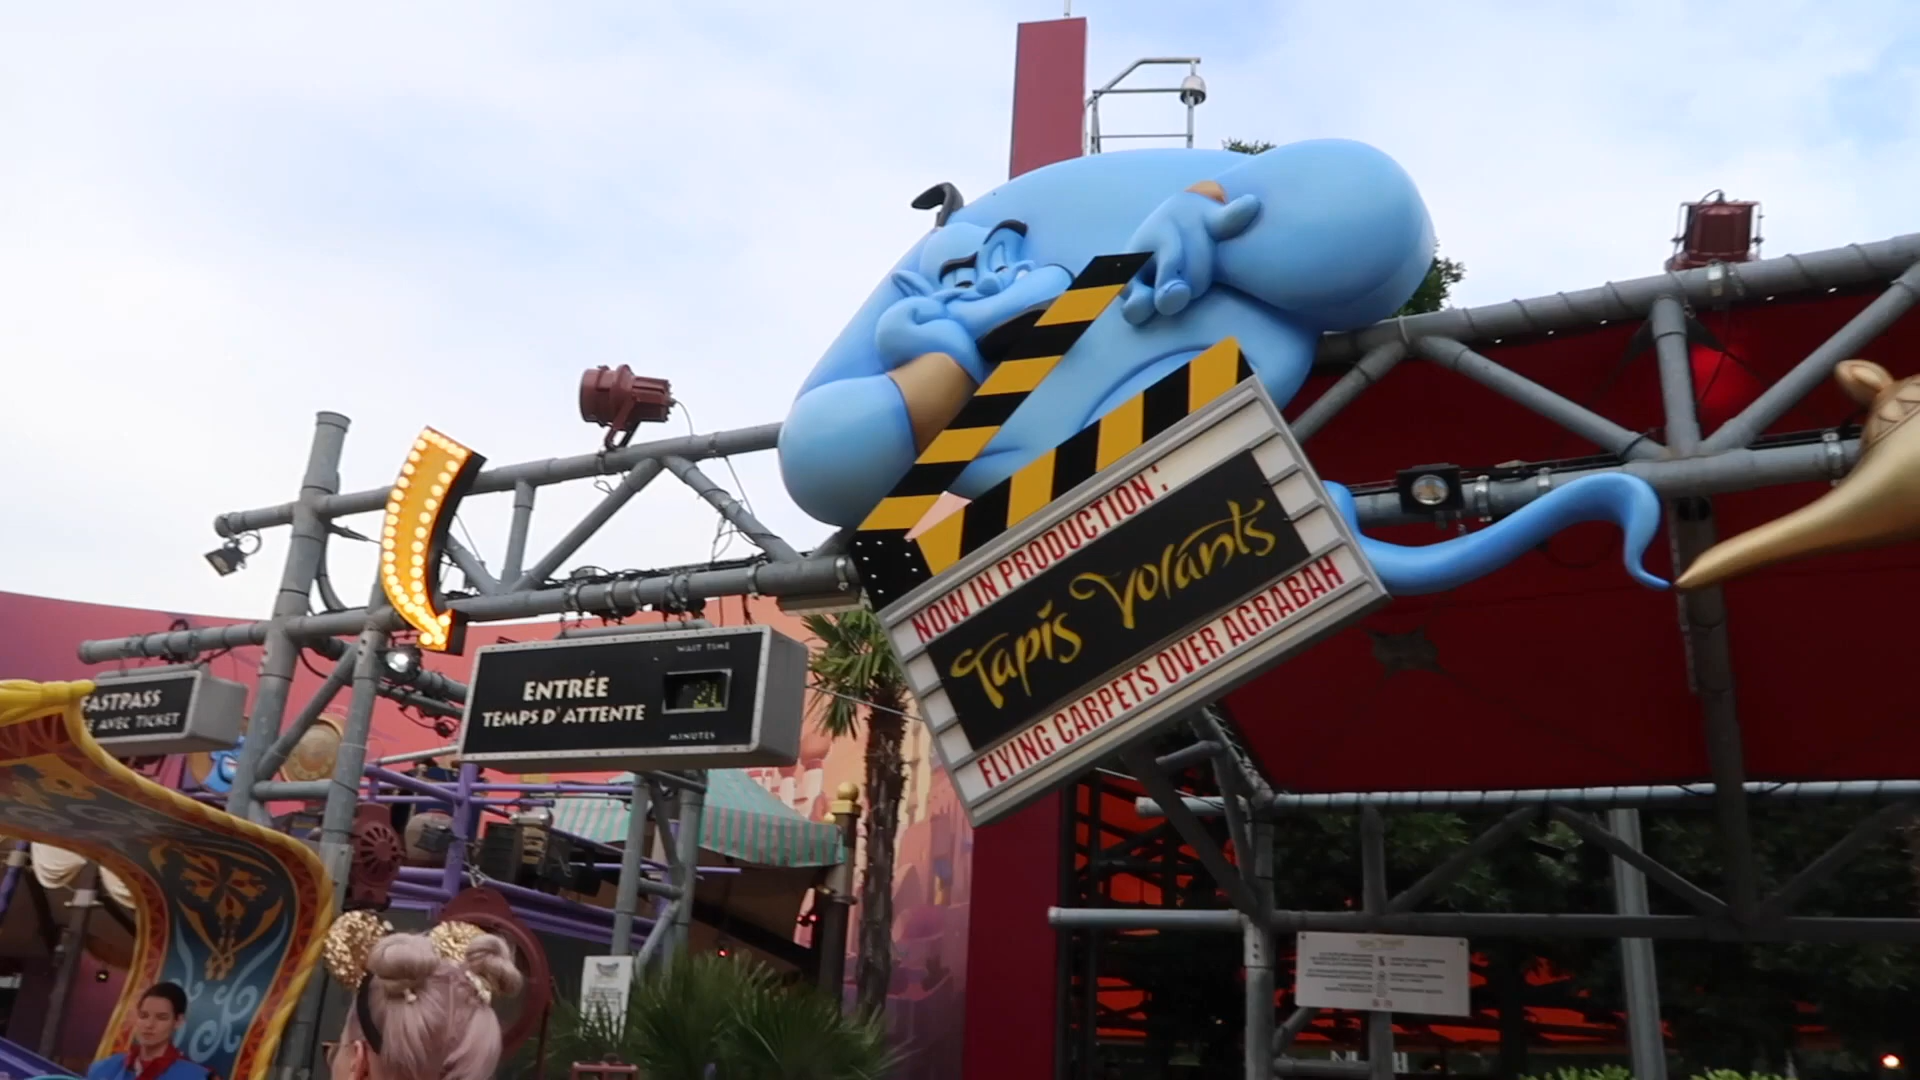 FASTPASS
AVEC TICKET
ENTRÉE
TEMPS D'ATTENTE
WAIT TIME
MINUTES
NOW IN PRODUCTION :
Tapis Volants
FLYING CARPETS OVER AGRABAH